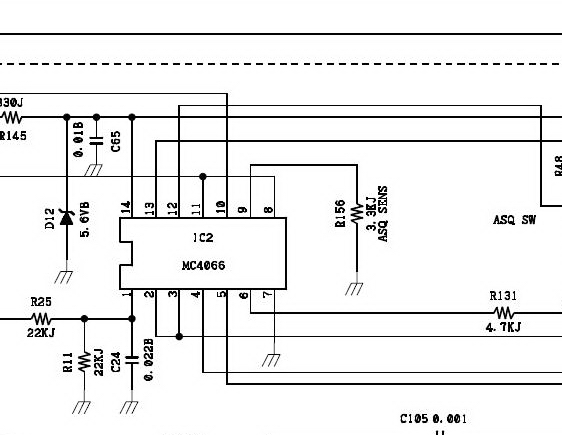 330J
R145
0.01B
C65
D12
5.6VB
14
13
12
11
10
9
8
IC2
MC4066
1
2
3
4
5
6
7
R156
3.3KJ
ASQ SENS
ASQ SW
R25
22KJ
R11
22KJ
C24
0.022B
R131
4.7KJ
C105 0.001